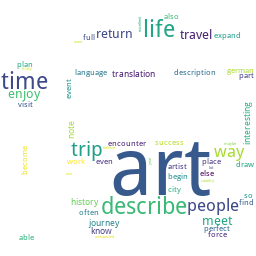 also
life
full return travel expand
language translation description german
plan part
time event
enjoy
visit
interesting
note
encounter success
trip way
become work even art artist place
draw
begin else
city
history describe people so
often find
journey meet
know perfect
able force